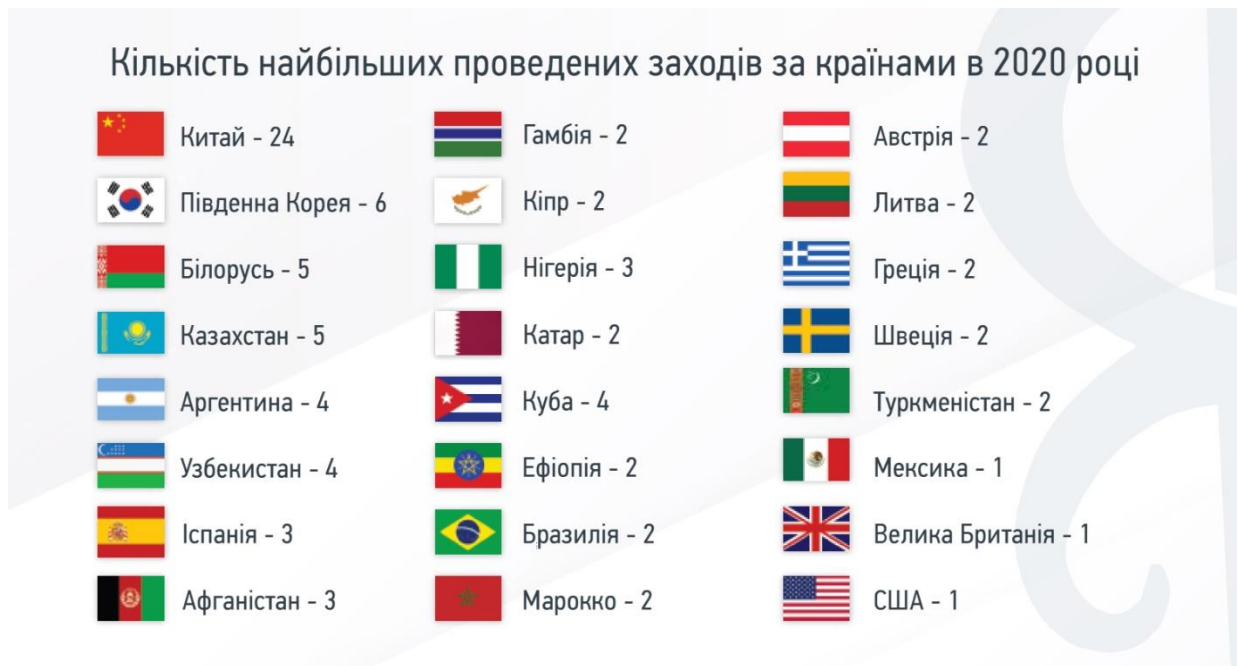 Кількість найбільших проведених заходів за країнами в 2020 році
Китай - 24
Південна Корея - 6
Білорусь - 5
Казахстан - 5
Аргентина - 4
Узбекистан - 4
Іспанія - 3
Афганістан - 3
Гамбія - 2
Кіпр - 2
Нігерія - 3
Катар - 2
Куба - 4
Ефіопія - 2
Бразилія - 2
Марокко - 2
Австрія - 2
Литва - 2
Греція - 2
Швеція - 2
Туркменістан - 2
Мексика - 1
Велика Британія - 1
США - 1